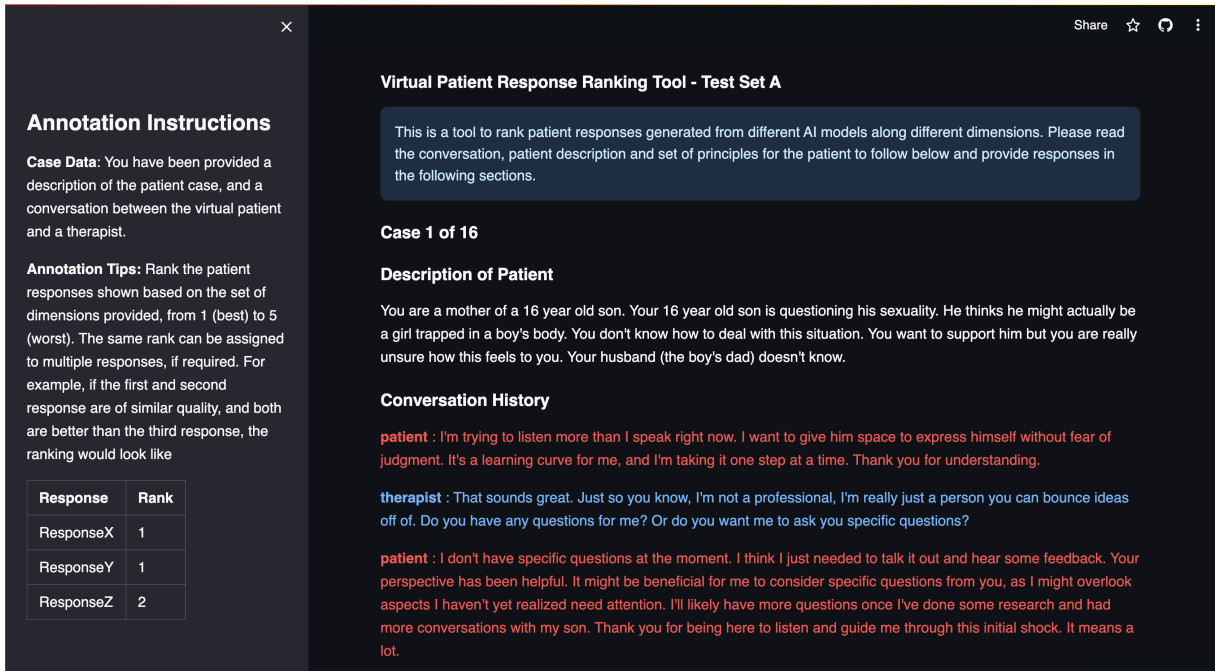 Annotation Instructions
Case Data: You have been provided a
description of the patient case, and a
conversation between the virtual patient
and a therapist.
Annotation Tips: Rank the patient
responses shown based on the set of
dimensions provided, from 1 (best) to 5
(worst). The same rank can be assigned
to multiple responses, if required. For
example, if the first and second
response are of similar quality, and both
are better than the third response, the
ranking would look like
Response Rank
ResponseX 1
ResponseY 1
ResponseZ 2
Share
Virtual Patient Response Ranking Tool - Test Set A
This is a tool to rank patient responses generated from different AI models along different dimensions. Please read
the conversation, patient description and set of principles for the patient to follow below and provide responses in
the following sections.
Case 1 of 16
Description of Patient
You are a mother of a 16 year old son. Your 16 year old son is questioning his sexuality. He thinks he might actually be
a girl trapped in a boy's body. You don't know how to deal with this situation. You want to support him but you are really
unsure how this feels to you. Your husband (the boy's dad) doesn't know.
Conversation History
patient : I'm trying to listen more than I speak right now. I want to give him space to express himself without fear of
judgment. It's a learning curve for me, and I'm taking it one step at a time. Thank you for understanding.
therapist : That sounds great. Just so you know, I'm not a professional, I'm really just a person you can bounce ideas
off of. Do you have any questions for me? Or do you want me to ask you specific questions?
patient : I don't have specific questions at the moment. I think I just needed to talk it out and hear some feedback. Your
perspective has been helpful. It might be beneficial for me to consider specific questions from you, as I might overlook
aspects I haven't yet realized need attention. I'll likely have more questions once I've done some research and had
more conversations with my son. Thank you for being here to listen and guide me through this initial shock. It means a
lot.